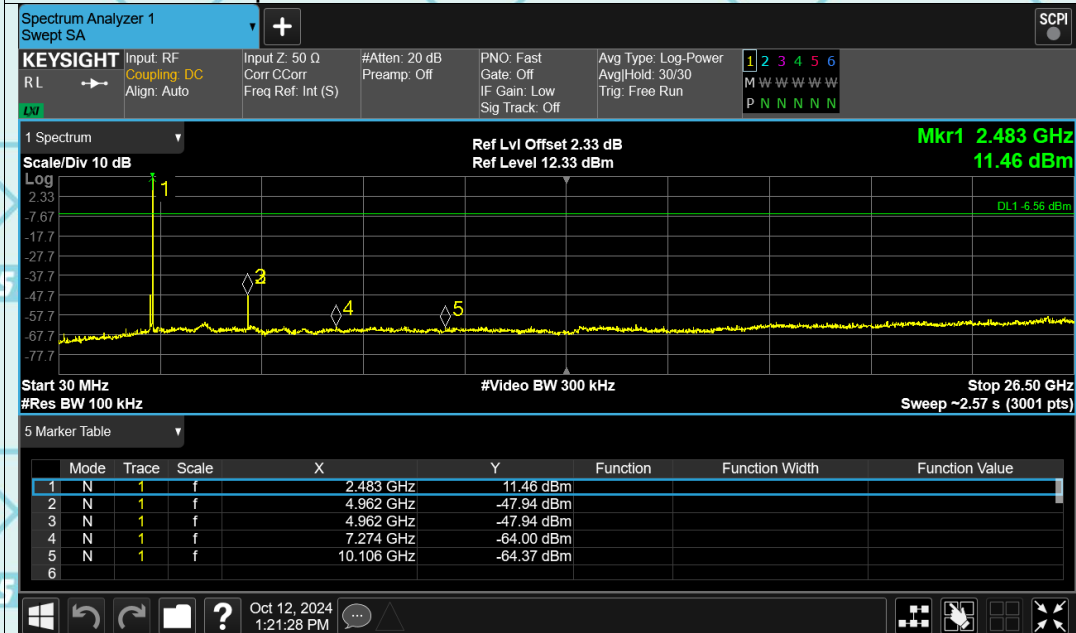 Spectrum Analyzer 1
Swept SA
+
SCPI
KEYSIGHT Input: RF Input Z: 50 Ω #Atten: 20 dB PNO: Fast Avg Type: Log-Power 1 2 3 4 5 6
R L Coupling: DC Corr CCorr Preamp: Off Gate: Off Avg|Hold: 30/30 M W W W W W
Align: Auto Freq Ref: Int (S) IF Gain: Low Trig: Free Run P N N N N N
LXI Sig Track: Off
1 Spectrum Ref Lvl Offset 2.33 dB Mkr1 2.483 GHz
Scale/Div 10 dB Ref Level 12.33 dBm 11.46 dBm
Log
1
2.33
DL1 -6.56 dBm
-7.67
-17.7
-27.7
-37.7
3
-47.7
4 5
-57.7
-67.7
-77.7
Start 30 MHz #Video BW 300 kHz Stop 26.50 GHz
#Res BW 100 kHz Sweep ~2.57 s (3001 pts)
5 Marker Table
Mode Trace Scale X Y Function Function Width Function Value
1 N 1 f 2.483 GHz 11.46 dBm
2 N 1 f 4.962 GHz -47.94 dBm
3 N 1 f 4.962 GHz -47.94 dBm
4 N 1 f 7.274 GHz -64.00 dBm
5 N 1 f 10.106 GHz -64.37 dBm
6
? Oct 12, 2024
1:21:28 PM